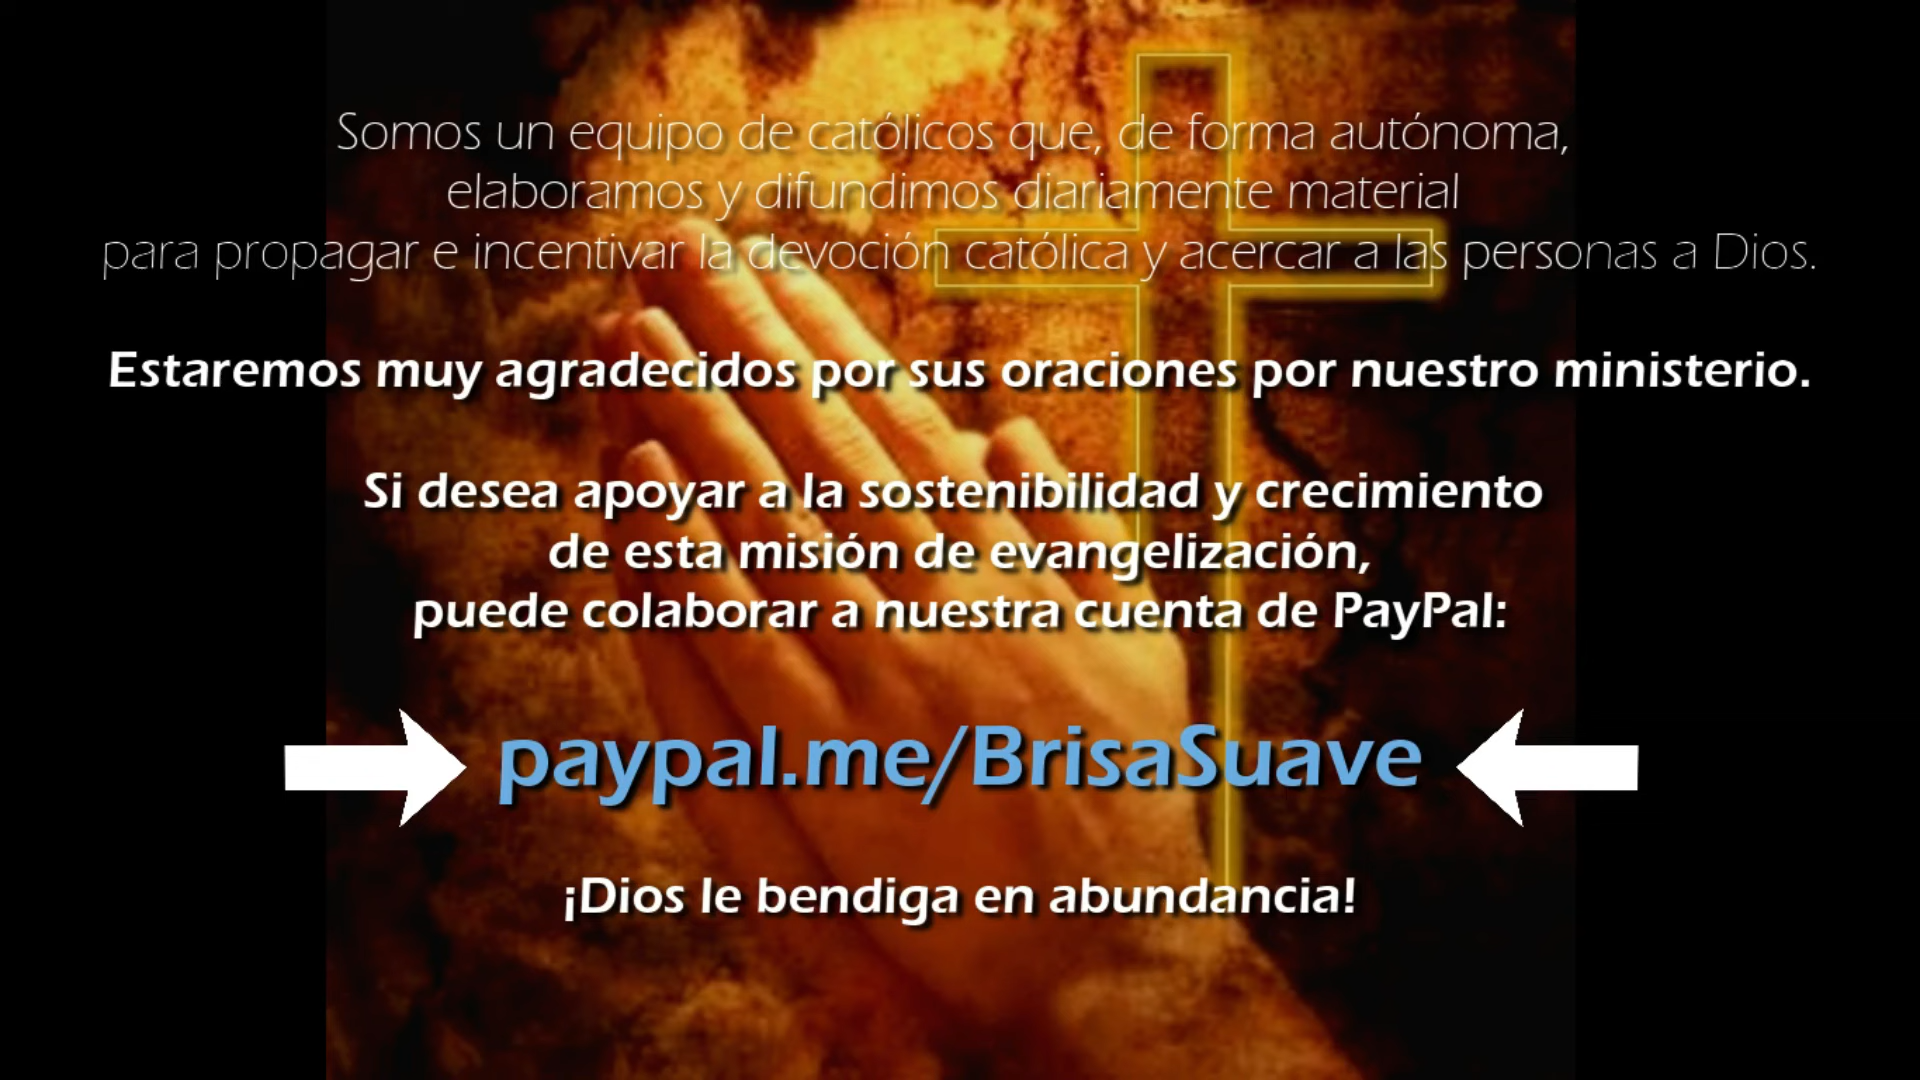 Somos un equipo de católicos que, de forma autónoma,
elaboramos y difundimos diariamente material
para propagar e incentivar la devoción católica y acercar a las personas a Dios.
Estaremos muy agradecidos por sus oraciones por nuestro ministerio.
Si desea apoyar a la sostenibilidad y crecimiento
de esta misión de evangelización,
puede colaborar a nuestra cuenta de PayPal:
paypal.me/BrisaSuave
¡Dios le bendiga en abundancia!